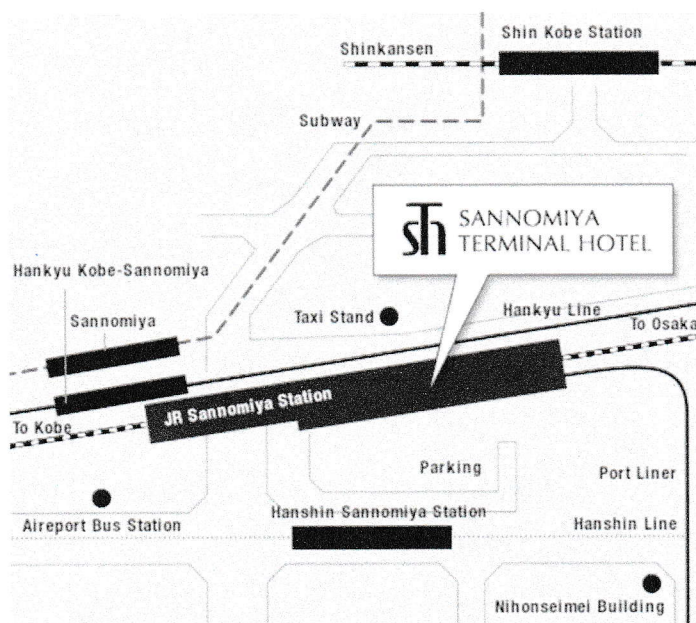 Shin Kobe Station
Shinkansen
Subway
sTh SANNOMIYA
TERMINAL HOTEL
Hankyu Kobe-Sannomiya
Sannomiya
Taxi Stand
Hankyu Line
To Osaka
JR Sannomiya Station
To Kobe
Parking
Port Liner
Aireport Bus Station
Hanshin Sannomiya Station
Hanshin Line
Nihonseimei Building